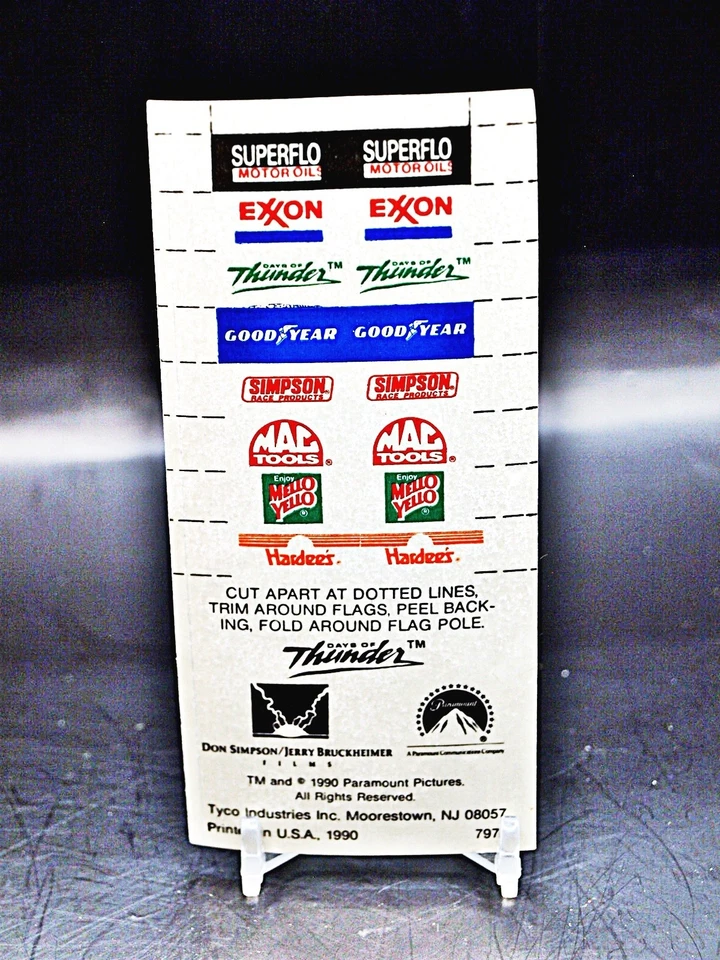 SUPERFLO SUPERFLO
MOTOR OILS MOTOR OILS
EXXON EXXON
DAYS OF DAYS OF
Thunder™ Thunder™
GOODYEAR GOODYEAR
SIMPSON. SIMPSON.
RACE PRODUCTS RACE PRODUCTS
MAC MAC
TOOLS® TOOLS®
Enjoy Enjoy
MELLO MELLO
YELLO® YELLO®
Hardee's. Hardee's.
CUT APART AT DOTTED LINES,
TRIM AROUND FLAGS, PEEL BACK-
ING, FOLD AROUND FLAG POLE.
DAYS OF
Thunder™
Paramount
DON SIMPSON/JERRY BRUCKHEIMER
FILMS
A Paramount Communications Company
TM and © 1990 Paramount Pictures.
All Rights Reserved.
Tyco Industries Inc. Moorestown, NJ 08057
in U.S.A., 1990 797